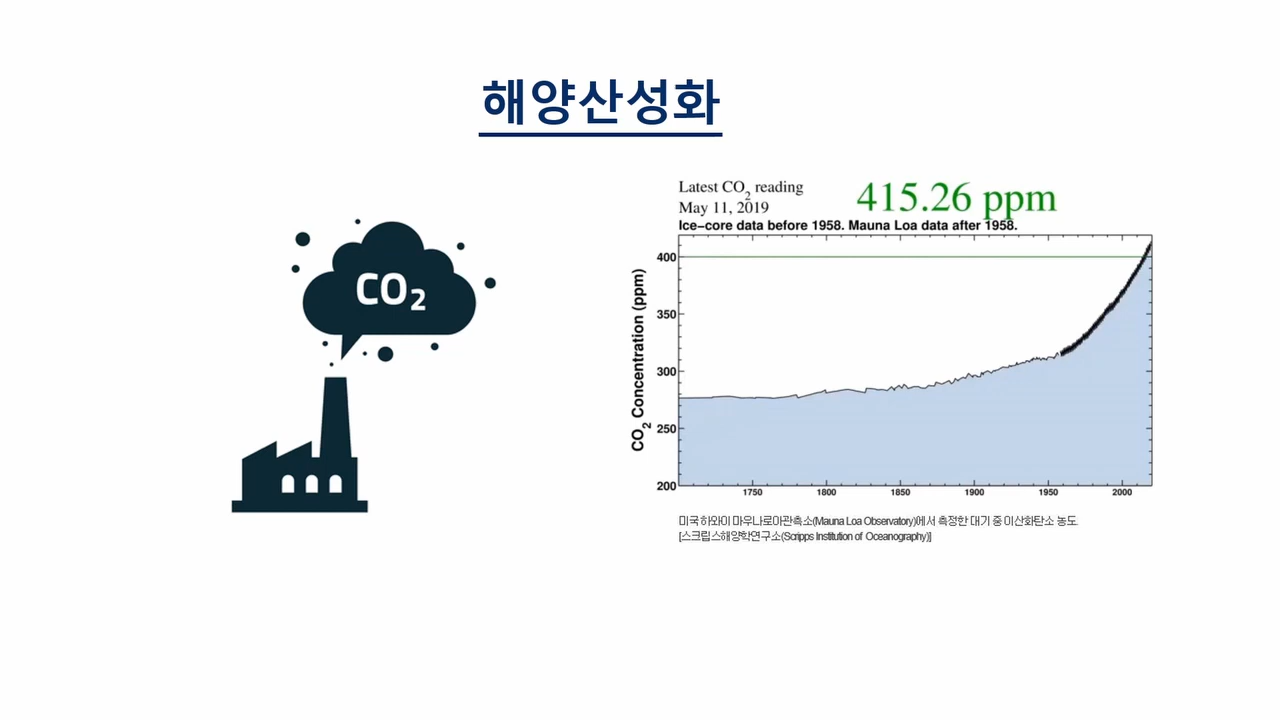 해양산성화
CO2
Latest CO2 reading
May 11, 2019
415.26 ppm
Ice-core data before 1958. Mauna Loa data after 1958.
CO2 Concentration (ppm)
400
350
300
250
200
1750 1800 1850 1900 1950 2000
미국 하와이 마우나로아관측소(Mauna Loa Observatory)에서 측정한 대기 중 이산화탄소 농도.
[스크립스해양학연구소(Scripps Institution of Oceanography)]